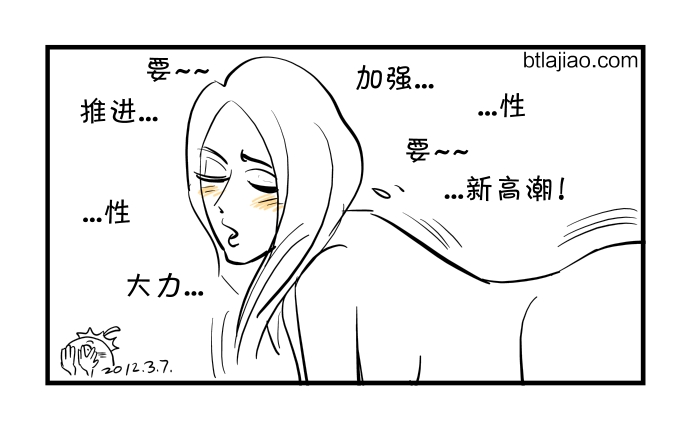 btlajiao.com
要~~
加强...
推进...
...性
要~~
...新高潮！
...性
大力...
2012.3.7.